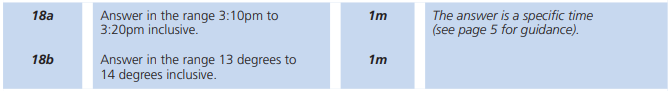 18a Answer in the range 3:10pm to 1m The answer is a specific time
3:20pm inclusive. (see page 5 for guidance).
18b Answer in the range 13 degrees to 1m
14 degrees inclusive.